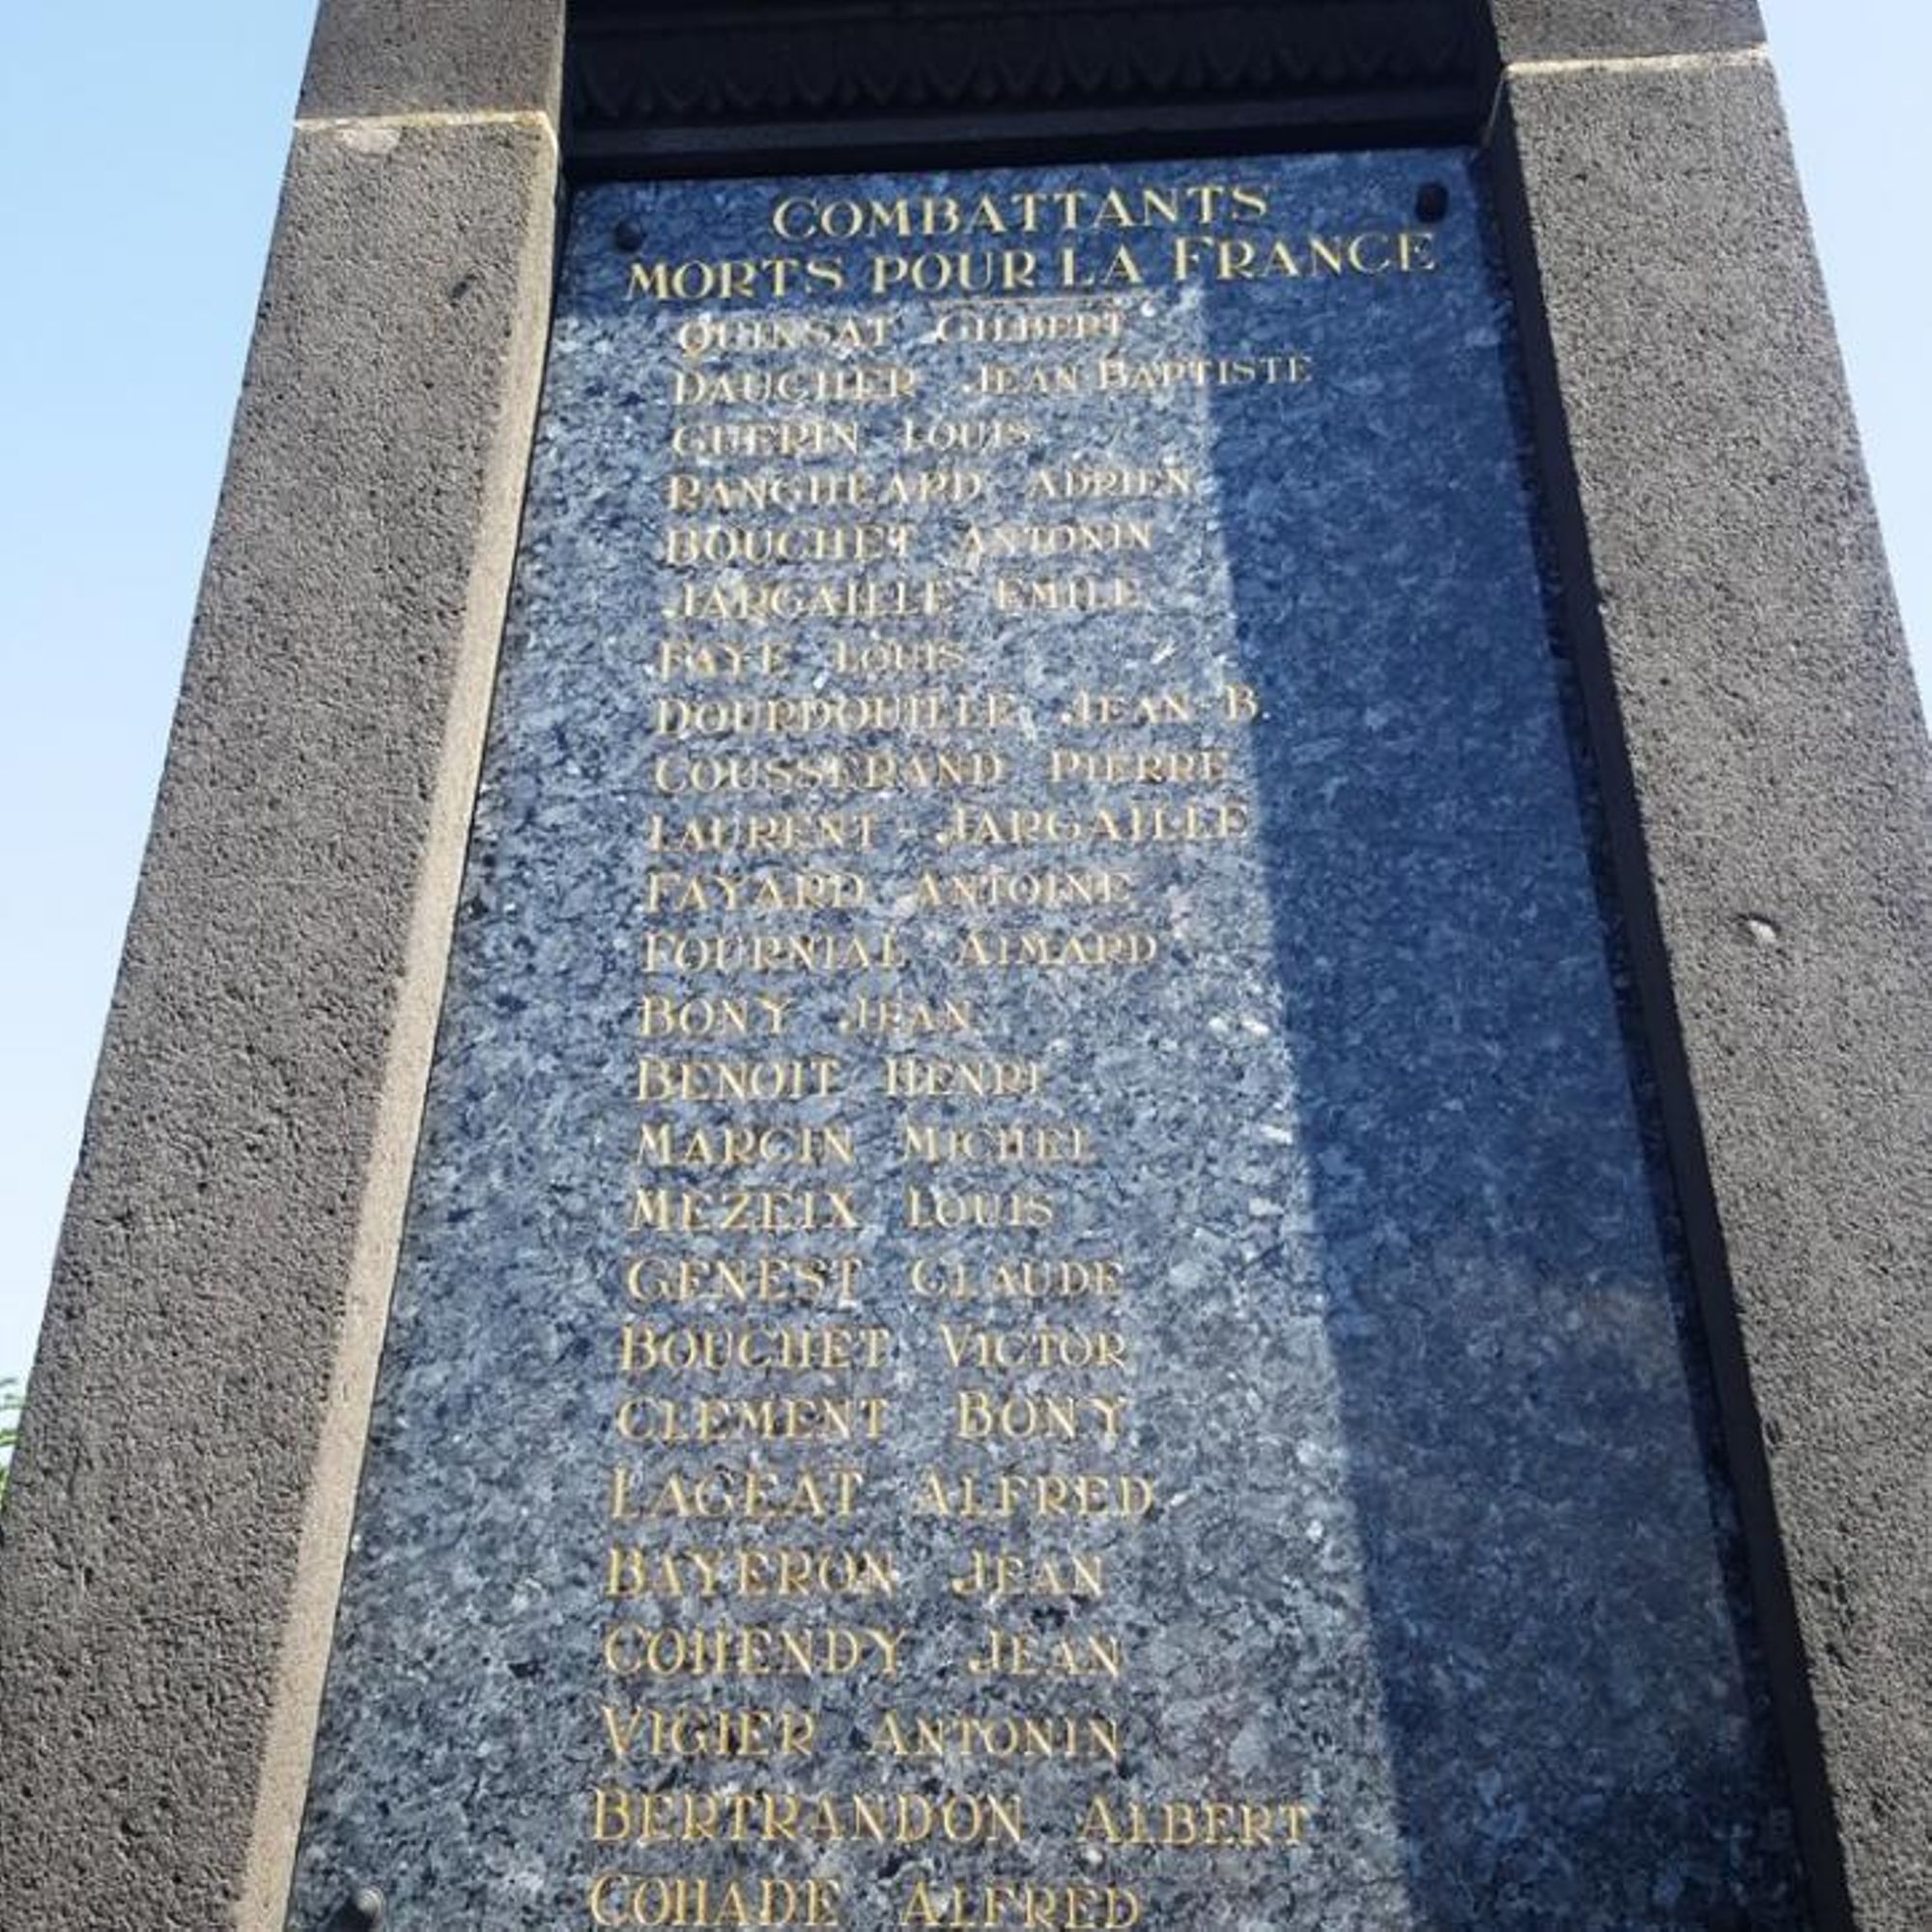 COMBATTANTS
MORTS POUR LA FRANCE
QUINSAT GILBERT
DAUCHER JEAN BAPTISTE
GUERIN LOUIS
RANGHEARD ADRIEN
BOUCHET ANTONIN
JARGAILLE EMILE
FAYE LOUIS
DOURDOUILLE JEAN B.
COUSSERAND PIERRE
LAURENT JARGAILLE
FAYARD ANTOINE
FOURNIAL AIMARD
BONY JEAN
BENOIT HENRI
MARCIN MICHEL
MEZEIX LOUIS
GENEST CLAUDE
BOUCHET VICTOR
CLEMENT BONY
LAGEAT ALFRED
BAYERON JEAN
COHENDY JEAN
VIGIER ANTONIN
BERTRANDON ALBERT
COHADE ALFRED